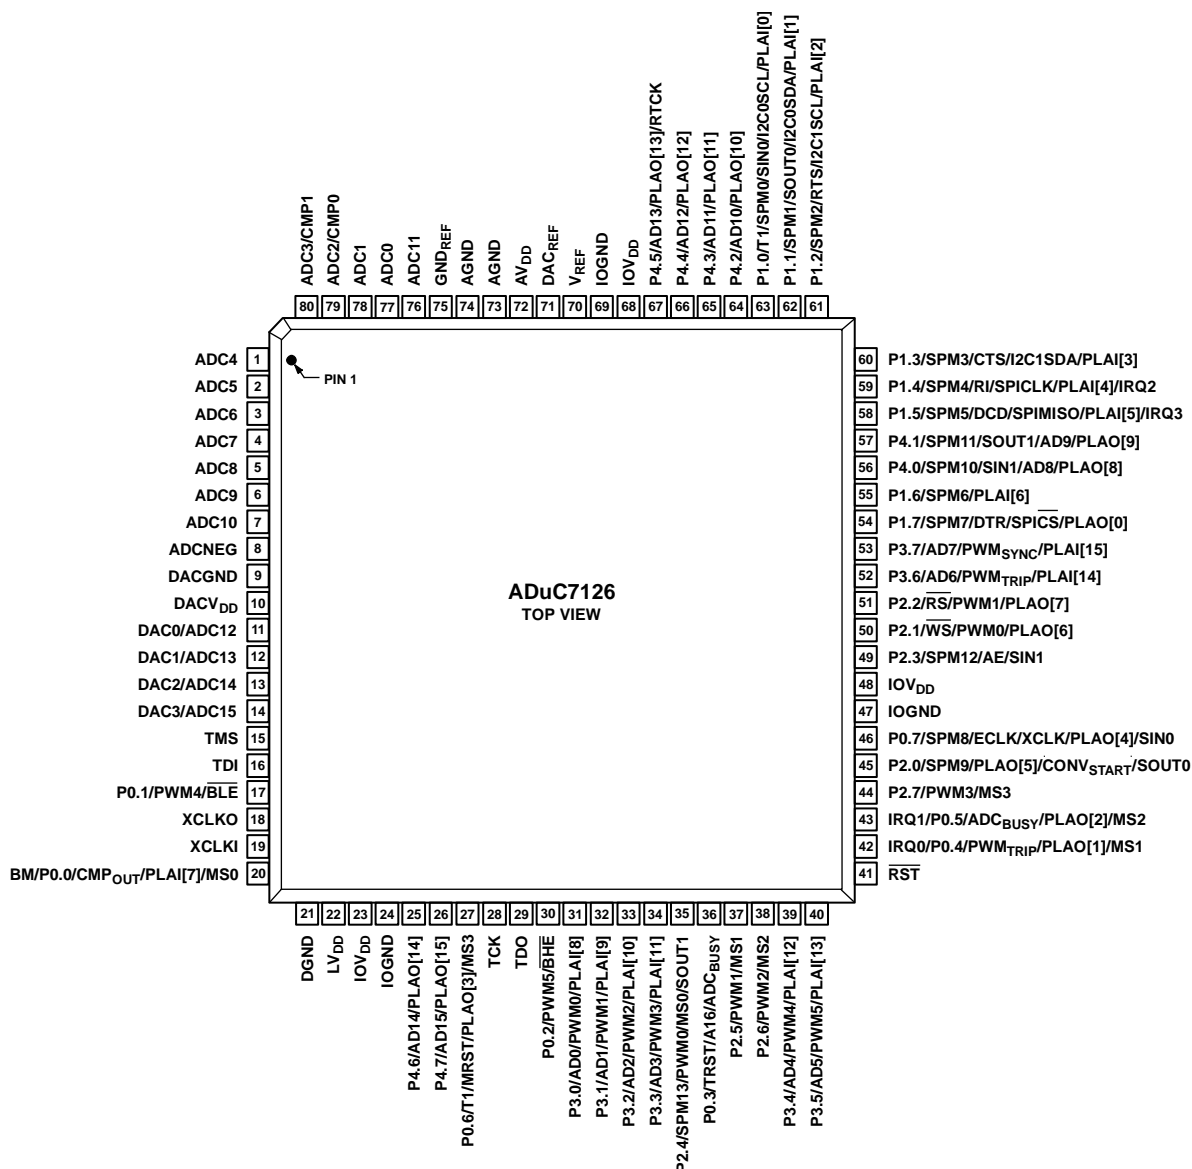 ADC3/CMP1
ADC2/CMP0
ADC1
ADC0
ADC11
GNDREF
AGND
AGND
AVDD
DACREF
VREF
IOGND
IOVDD
P4.5/AD13/PLAO[13]/RTCK
P4.4/AD12/PLAO[12]
P4.3/AD11/PLAO[11]
P4.2/AD10/PLAO[10]
P1.0/T1/SPM0/SIN0/I2C0SCL/PLAI[0]
P1.1/SPM1/SOUT0/I2C0SDA/PLAI[1]
P1.2/SPM2/RTS/I2C1SCL/PLAI[2]
80 79 78 77 76 75 74 73 72 71 70 69 68 67 66 65 64 63 62 61
ADC4 1
ADC5 2
ADC6 3
ADC7 4
ADC8 5
ADC9 6
ADC10 7
ADCNEG 8
DACGND 9
DACVDD 10
DAC0/ADC12 11
DAC1/ADC13 12
DAC2/ADC14 13
DAC3/ADC15 14
TMS 15
TDI 16
P0.1/PWM4/BLE 17
XCLKO 18
XCLKI 19
BM/P0.0/CMPOUT/PLAI[7]/MS0 20
PIN 1
ADuC7126
TOP VIEW
60 P1.3/SPM3/CTS/I2C1SDA/PLAI[3]
59 P1.4/SPM4/RI/SPICLK/PLAI[4]/IRQ2
58 P1.5/SPM5/DCD/SPIMISO/PLAI[5]/IRQ3
57 P4.1/SPM11/SOUT1/AD9/PLAO[9]
56 P4.0/SPM10/SIN1/AD8/PLAO[8]
55 P1.6/SPM6/PLAI[6]
54 P1.7/SPM7/DTR/SPICS/PLAO[0]
53 P3.7/AD7/PWMSYNC/PLAI[15]
52 P3.6/AD6/PWMTRIP/PLAI[14]
51 P2.2/RS/PWM1/PLAO[7]
50 P2.1/WS/PWM0/PLAO[6]
49 P2.3/SPM12/AE/SIN1
48 IOVDD
47 IOGND
46 P0.7/SPM8/ECLK/XCLK/PLAO[4]/SIN0
45 P2.0/SPM9/PLAO[5]/CONVSTART/SOUT0
44 P2.7/PWM3/MS3
43 IRQ1/P0.5/ADCBUSY/PLAO[2]/MS2
42 IRQ0/P0.4/PWMTRIP/PLAO[1]/MS1
41 RST
21 22 23 24 25 26 27 28 29 30 31 32 33 34 35 36 37 38 39 40
DGND
LVDD
IOVDD
IOGND
P4.6/AD14/PLAO[14]
P4.7/AD15/PLAO[15]
P0.6/T1/MRST/PLAO[3]/MS3
TCK
TDO
P0.2/PWM5/BHE
P3.0/AD0/PWM0/PLAI[8]
P3.1/AD1/PWM1/PLAI[9]
P3.2/AD2/PWM2/PLAI[10]
P3.3/AD3/PWM3/PLAI[11]
P2.4/SPM13/PWM0/MS0/SOUT1
P0.3/TRST/A16/ADCBUSY
P2.5/PWM1/MS1
P2.6/PWM2/MS2
P3.4/AD4/PWM4/PLAI[12]
P3.5/AD5/PWM5/PLAI[13]